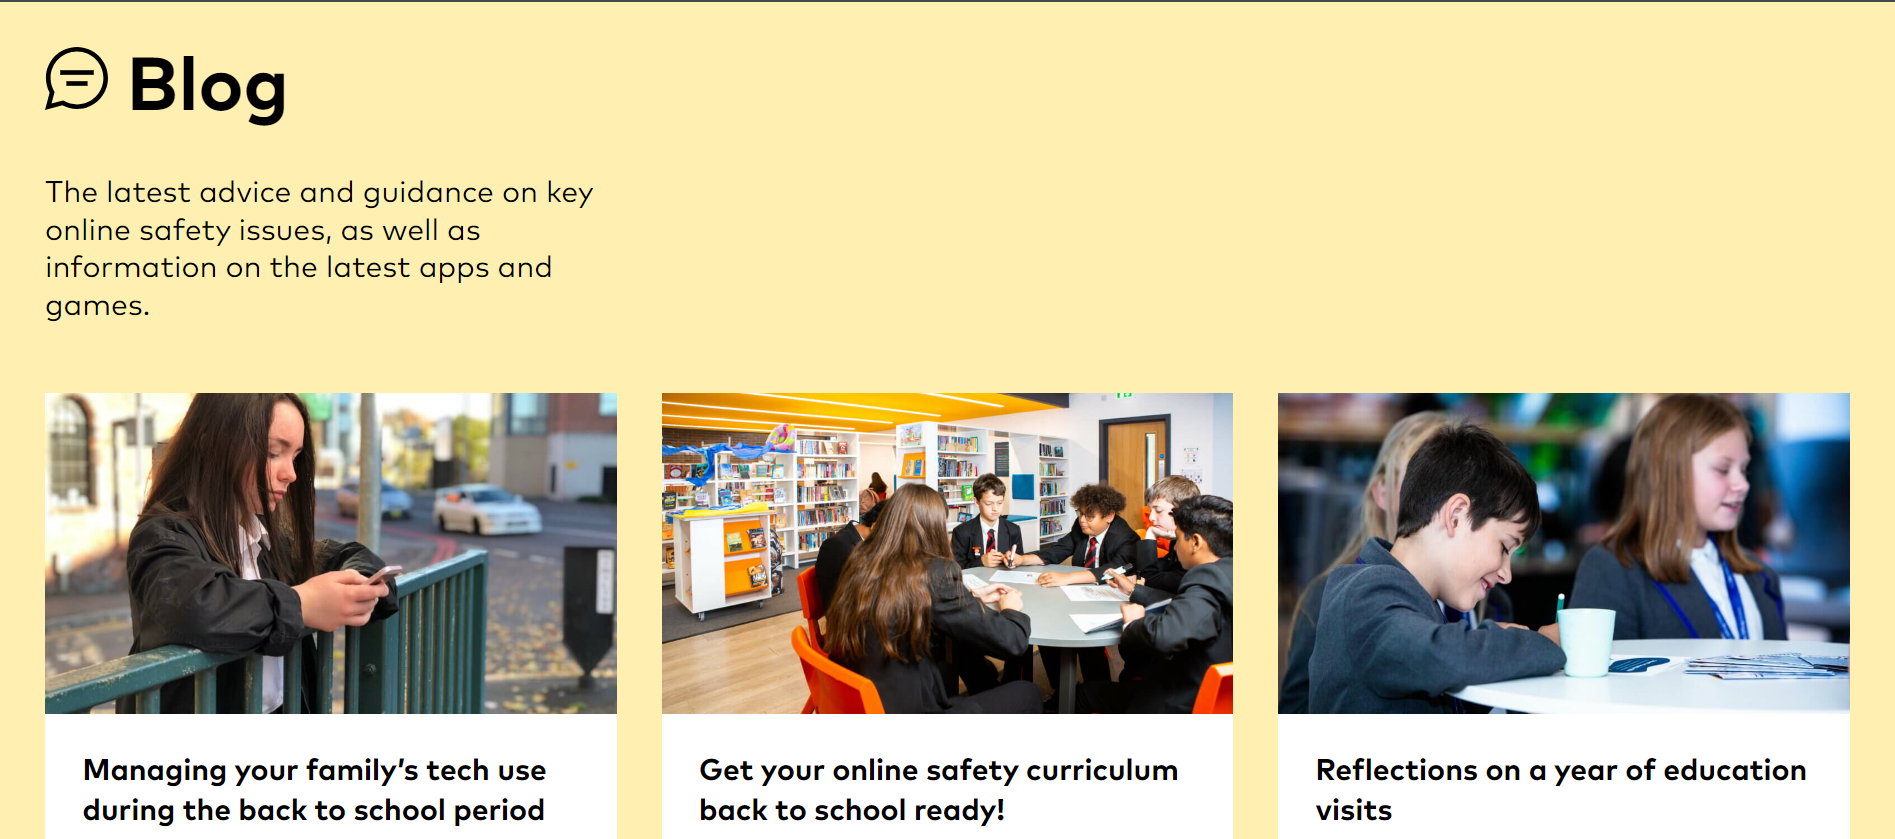 Blog
The latest advice and guidance on key
online safety issues, as well as
information on the latest apps and
games.
Managing your family’s tech use
during the back to school period
Get your online safety curriculum
back to school ready!
Reflections on a year of education
visits